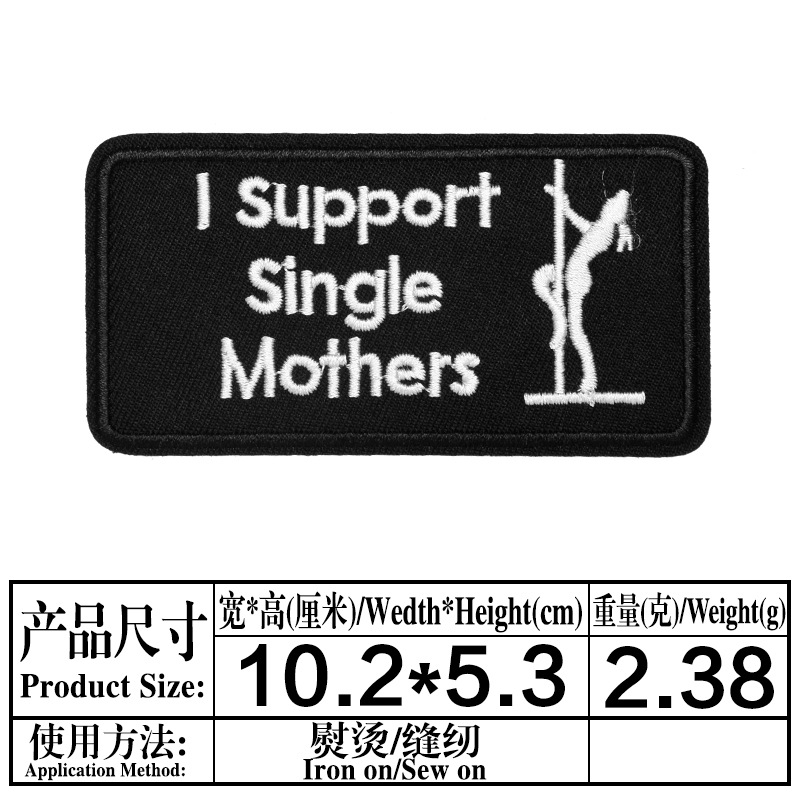 I Support
Single
Mothers
产品尺寸
Product Size:
宽*高(厘米)/Wedth*Height(cm)
重量(克)/Weight(g)
10.2*5.3
2.38
使用方法:
Application Method:
熨烫/缝纫
Iron on/Sew on